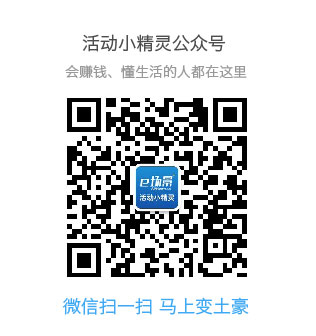 活动小精灵公众号
会赚钱、懂生活的人都在这里
e场景
活动小精灵
微信扫一扫 马上变土豪